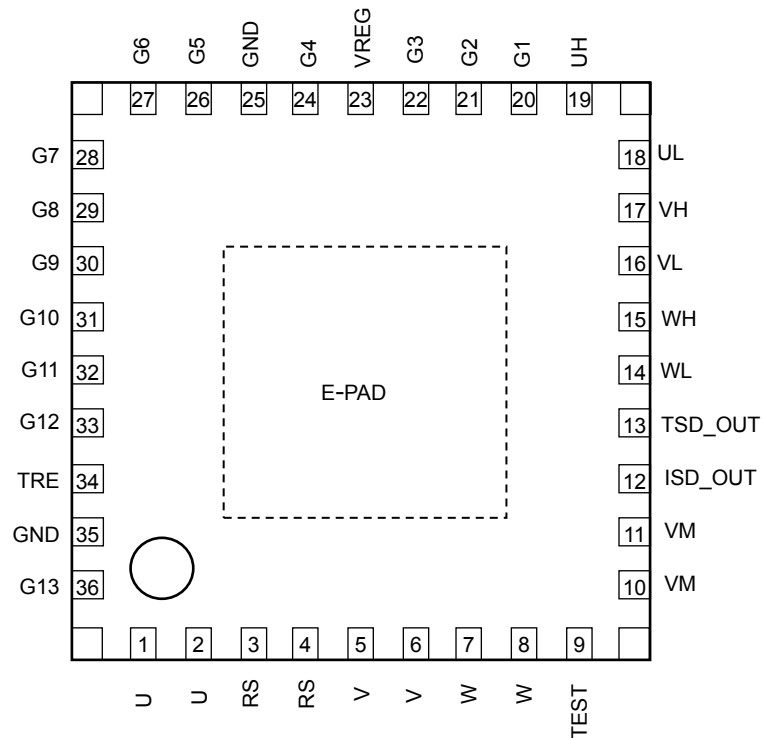 G6 G5 GND G4 VREG G3 G2 G1 UH
27 26 25 24 23 22 21 20 19
G7 28 18 UL
G8 29 17 VH
G9 30 16 VL
G10 31 15 WH
G11 32 14 WL
E-PAD
G12 33 13 TSD_OUT
TRE 34 12 ISD_OUT
GND 35 11 VM
G13 36 10 VM
1 2 3 4 5 6 7 8 9
U U RS RS V V W W TEST